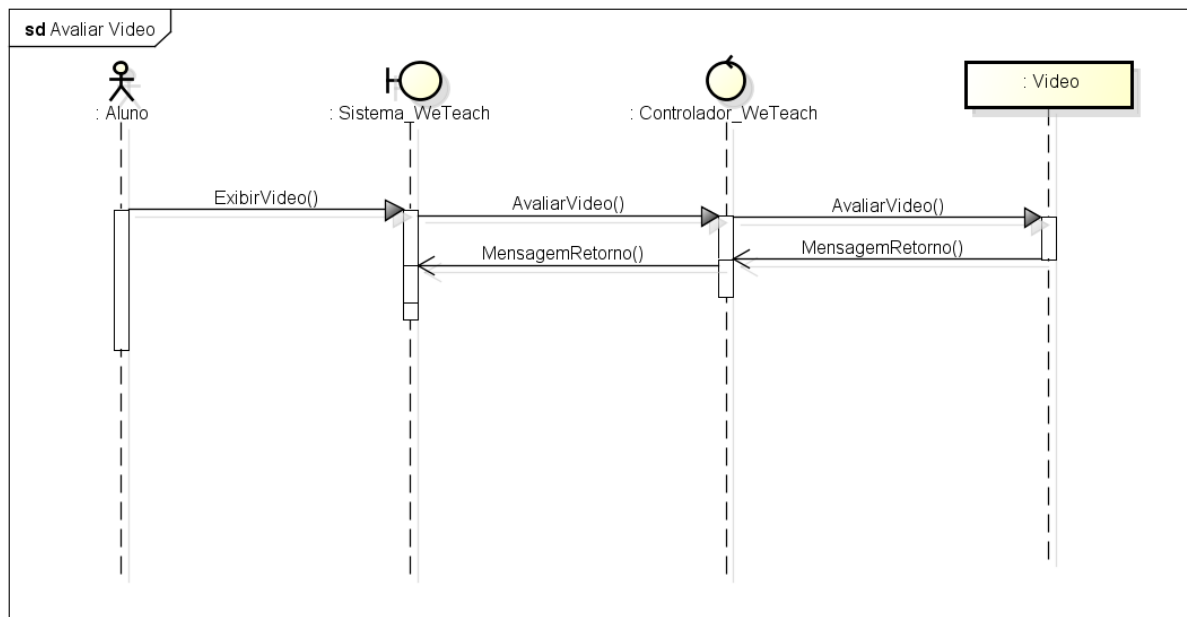 sd Avaliar Video
: Aluno
: Sistema_WeTeach
: Controlador_WeTeach
: Video
ExibirVideo()
AvaliarVideo()
AvaliarVideo()
MensagemRetorno()
MensagemRetorno()